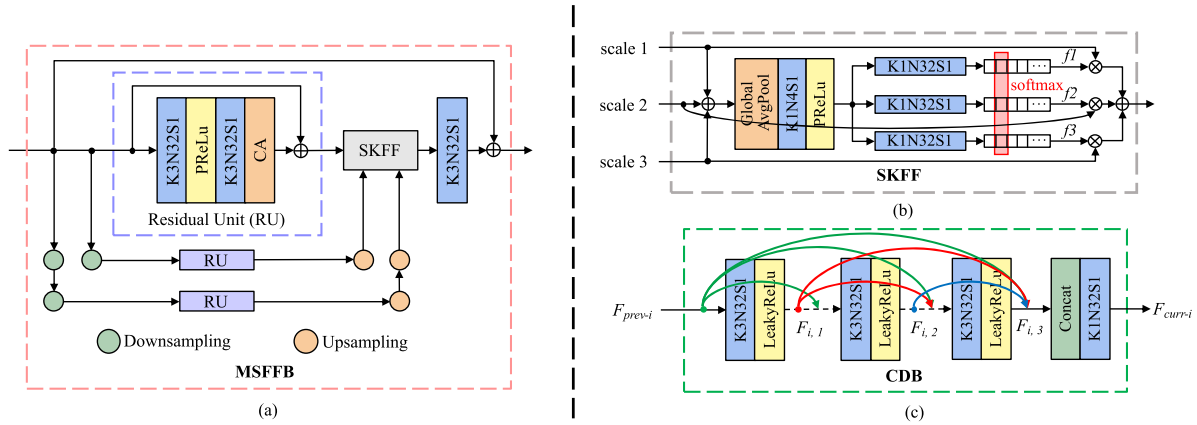 K3N32S1
PReLu
K3N32S1
CA
Residual Unit (RU)
SKFF
K3N32S1
RU
RU
Downsampling
Upsampling
MSFFB
(a)
scale 1
scale 2
scale 3
Global
AvgPool
K1N4S1
PReLu
K1N32S1
K1N32S1
K1N32S1
...
...
...
softmax
f1
f2
f3
SKFF
(b)
Fprev-i
K3N32S1
LeakyReLu
Fi, 1
K3N32S1
LeakyReLu
Fi, 2
K3N32S1
LeakyReLu
Fi, 3
Concat
K1N32S1
Fcurr-i
CDB
(c)